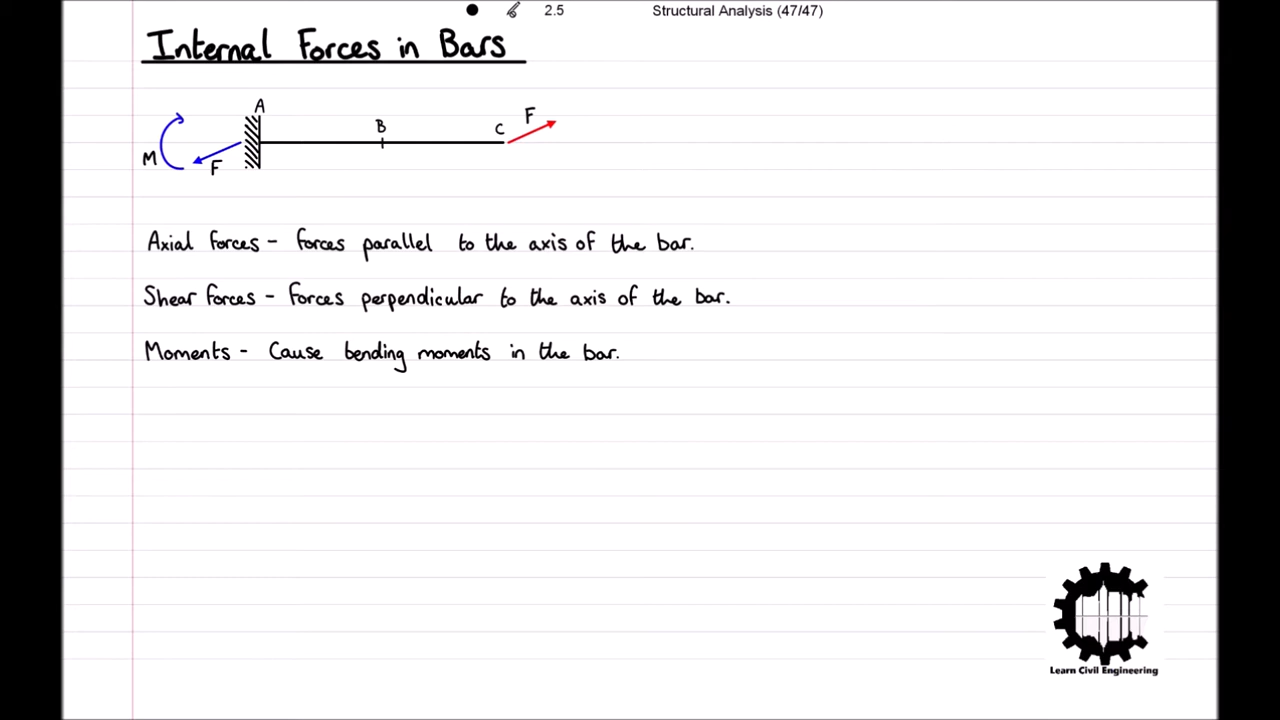 2.5 Structural Analysis (47/47)
Internal Forces in Bars
A
B
C
F
M
F
Axial forces - forces parallel to the axis of the bar.
Shear forces - forces perpendicular to the axis of the bar.
Moments - Cause bending moments in the bar.
Learn Civil Engineering